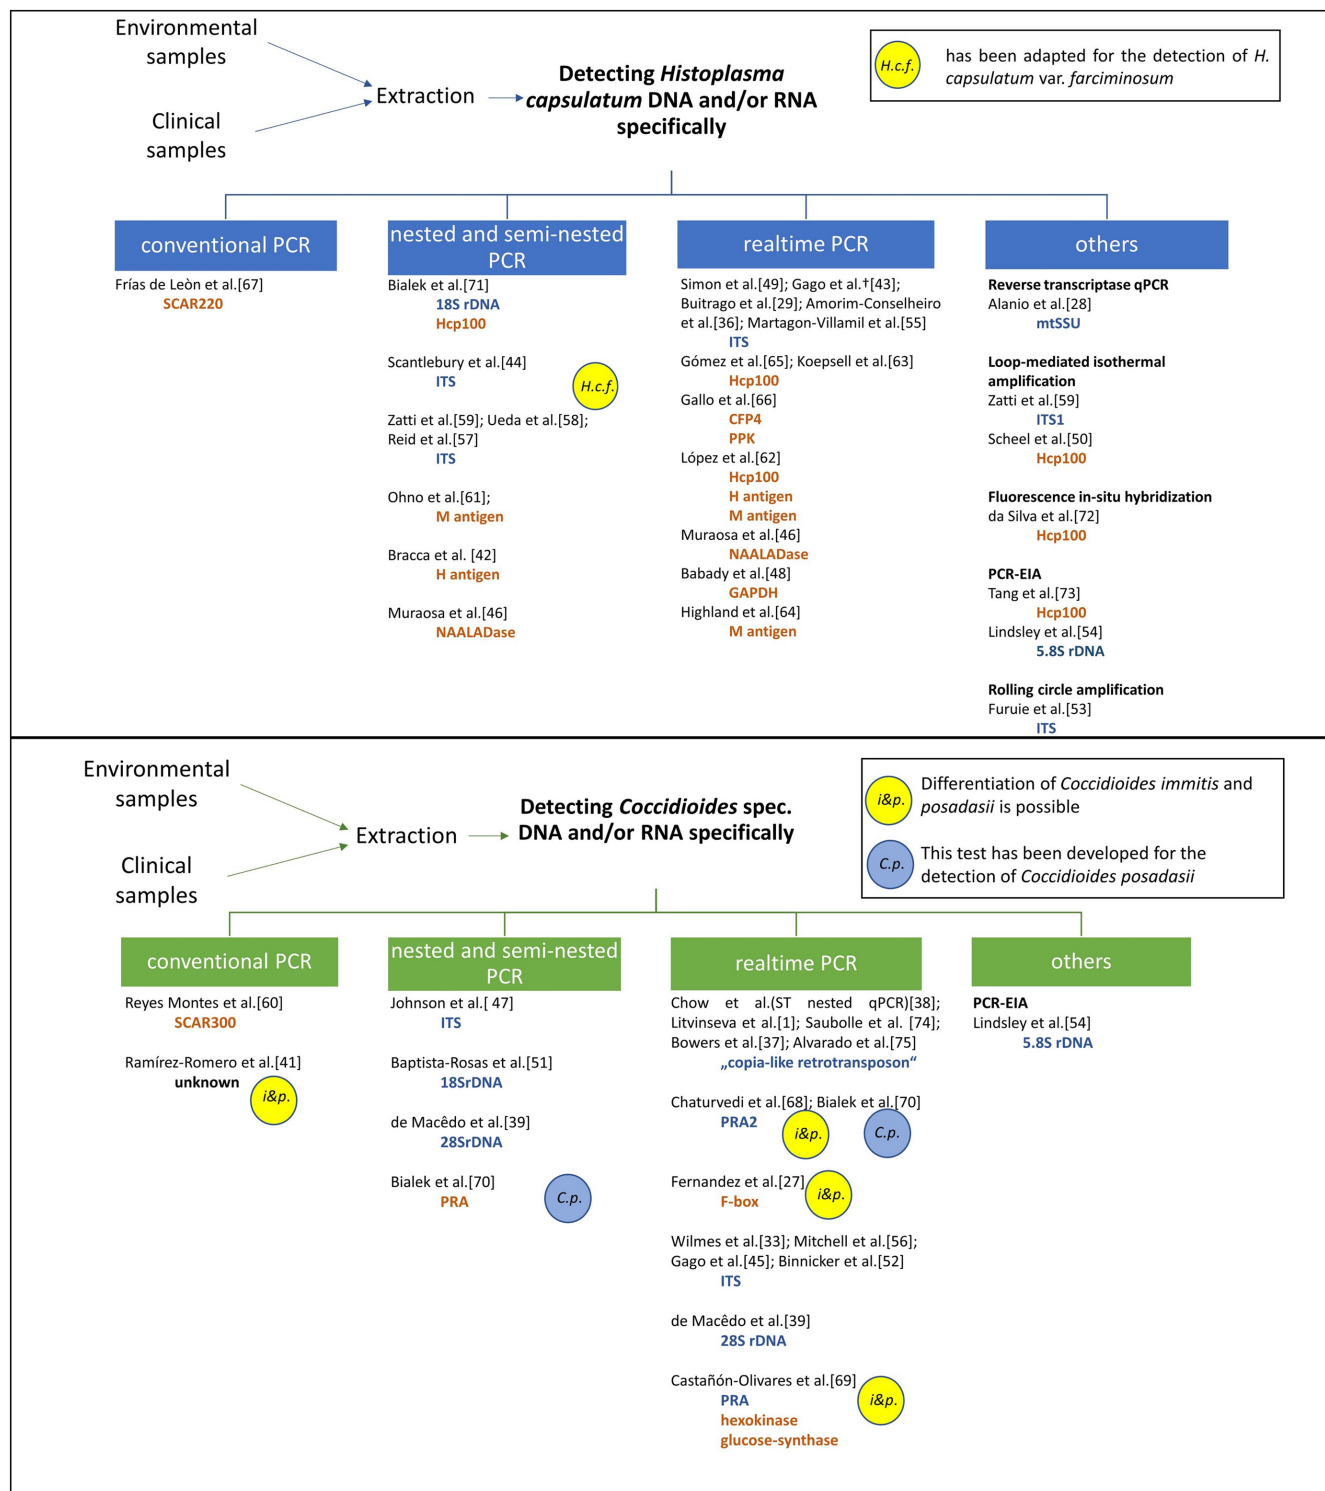 Environmental
samples
Clinical
samples
Extraction
Detecting Histoplasma
capsulatum DNA and/or RNA
specifically
H.c.f.
has been adapted for the detection of H.
capsulatum var. farciminosum
conventional PCR
Frías de Leòn et al.[67]
SCAR220
nested and semi-nested
PCR
Bialek et al.[71]
18S rDNA
Hcp100
Scantlebury et al.[44]
ITS
H.c.f.
Zatti et al.[59]; Ueda et al.[58];
Reid et al.[57]
ITS
Ohno et al.[61];
M antigen
Bracca et al. [42]
H antigen
Muraosa et al.[46]
NAALADase
realtime PCR
Simon et al.[49]; Gago et al.†[43];
Buitrago et al.[29]; Amorim-Conselheiro
et al.[36]; Martagon-Villamil et al.[55]
ITS
Gómez et al.[65]; Koepsell et al.[63]
Hcp100
Gallo et al.[66]
CFP4
PPK
López et al.[62]
Hcp100
H antigen
M antigen
Muraosa et al.[46]
NAALADase
Babady et al.[48]
GAPDH
Highland et al.[64]
M antigen
others
Reverse transcriptase qPCR
Alanio et al.[28]
mtSSU
Loop-mediated isothermal
amplification
Zatti et al.[59]
ITS1
Scheel et al.[50]
Hcp100
Fluorescence in-situ hybridization
da Silva et al.[72]
Hcp100
PCR-EIA
Tang et al.[73]
Hcp100
Lindsley et al.[54]
5.8S rDNA
Rolling circle amplification
Furuie et al.[53]
ITS
Environmental
samples
Clinical
samples
Extraction
Detecting Coccidioides spec.
DNA and/or RNA specifically
i&p.
Differentiation of Coccidioides immitis and
posadasii is possible
C.p.
This test has been developed for the
detection of Coccidioides posadasii
conventional PCR
Reyes Montes et al.[60]
SCAR300
Ramírez-Romero et al.[41]
unknown
i&p.
nested and semi-nested
PCR
Johnson et al.[ 47]
ITS
Baptista-Rosas et al.[51]
18SrDNA
de Macêdo et al.[39]
28SrDNA
Bialek et al.[70]
PRA
C.p.
realtime PCR
Chow et al.(ST nested qPCR)[38];
Litvinseva et al.[1]; Saubolle et al. [74];
Bowers et al.[37]; Alvarado et al.[75]
„copia-like retrotransposon“
Chaturvedi et al.[68]; Bialek et al.[70]
PRA2
i&p.
C.p.
Fernandez et al.[27]
F-box
i&p.
Wilmes et al.[33]; Mitchell et al.[56];
Gago et al.[45]; Binnicker et al.[52]
ITS
de Macêdo et al.[39]
28S rDNA
Castañón-Olivares et al.[69]
PRA
hexokinase
glucose-synthase
i&p.
others
PCR-EIA
Lindsley et al.[54]
5.8S rDNA